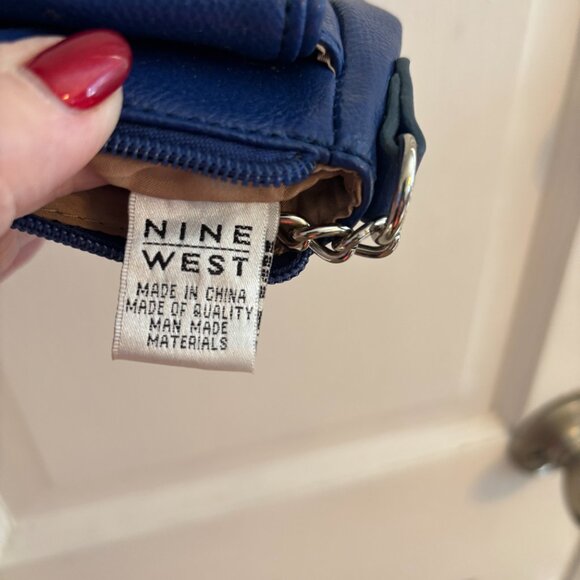 NINE
WEST
MADE IN CHINA
MADE OF QUALITY
MAN MADE
MATERIALS